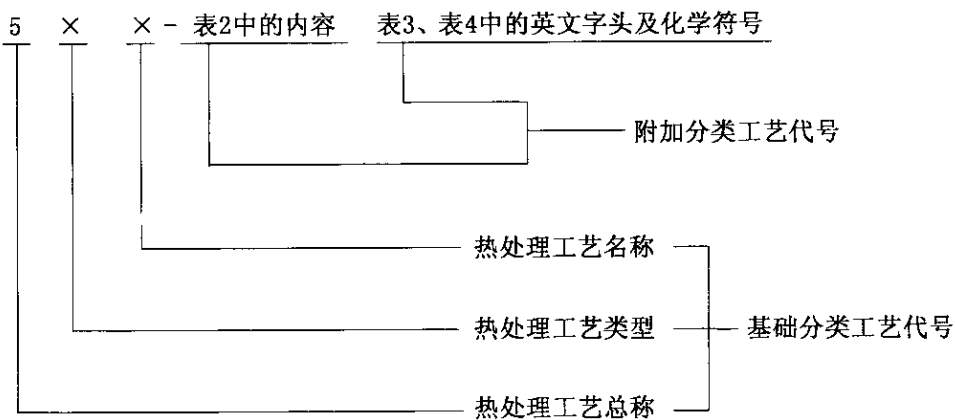 5 × × - 表2中的内容 表3、表4中的英文字头及化学符号
附加分类工艺代号
热处理工艺名称
热处理工艺类型 基础分类工艺代号
热处理工艺总称